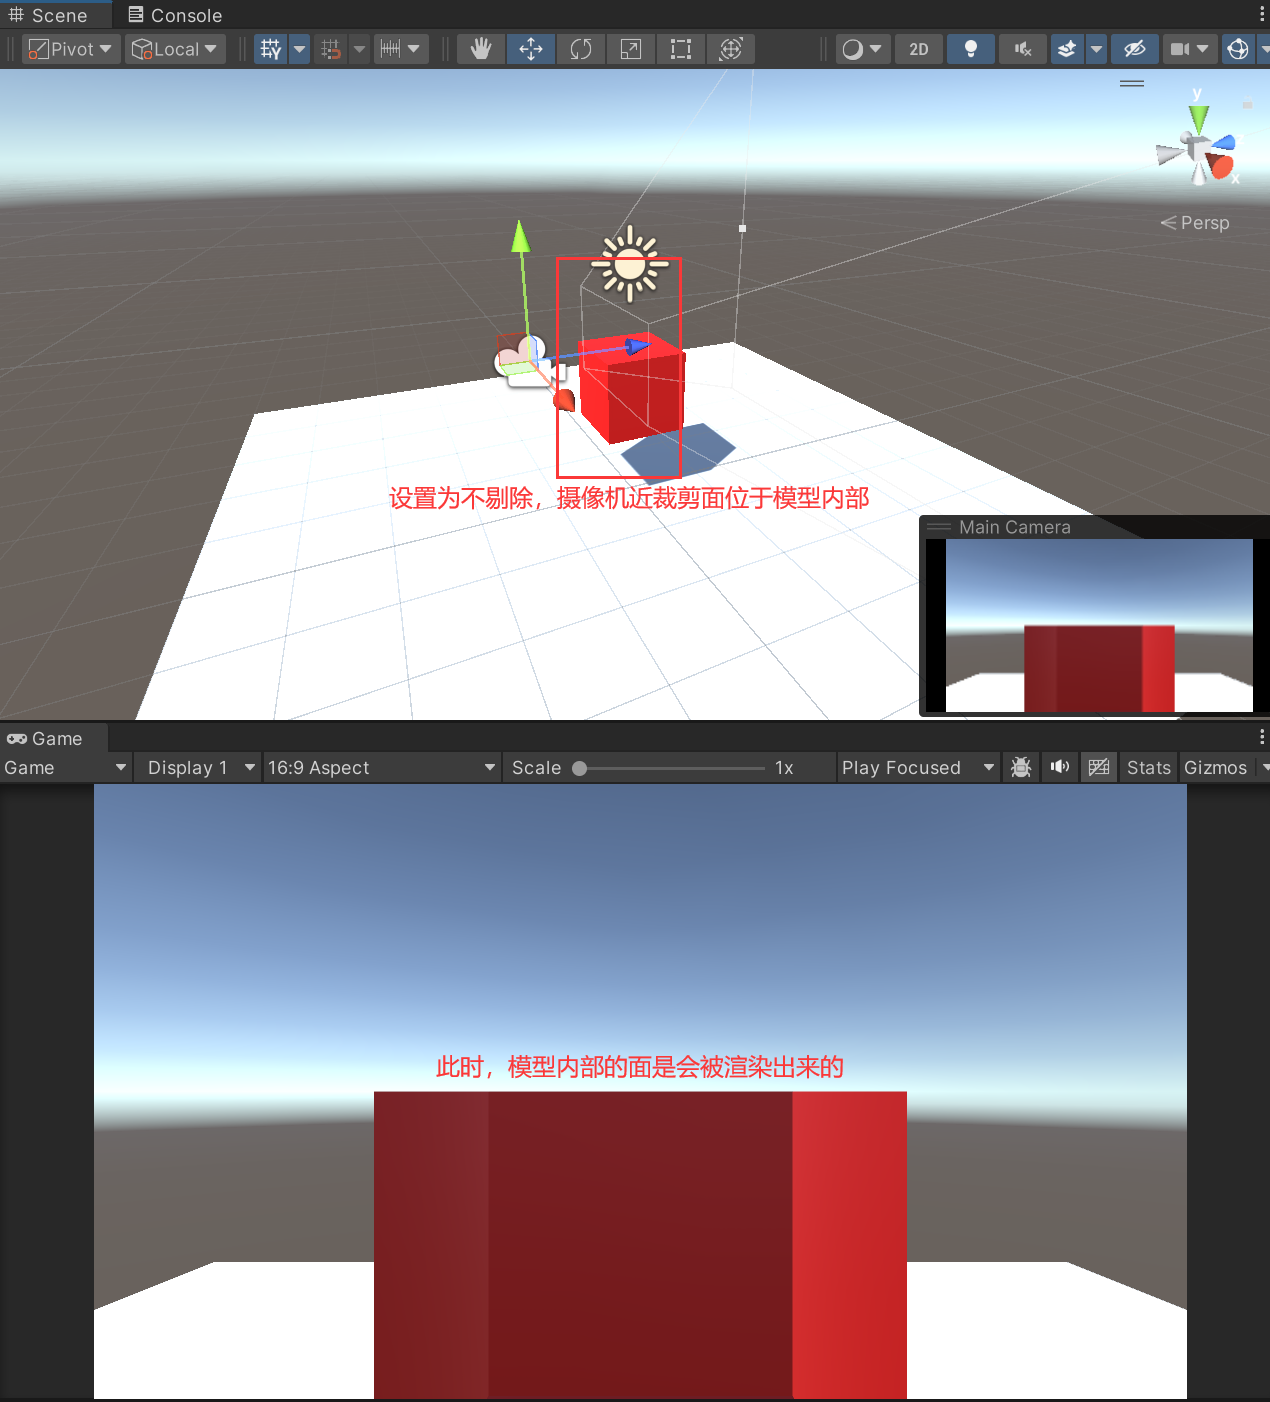 Scene Console
Pivot Local 2D
y
x
Persp
设置为不剔除，摄像机近裁剪面位于模型内部
Main Camera
Game
Game Display 1 16:9 Aspect Scale 1x Play Focused Stats Gizmos
此时，模型内部的面是会被渲染出来的